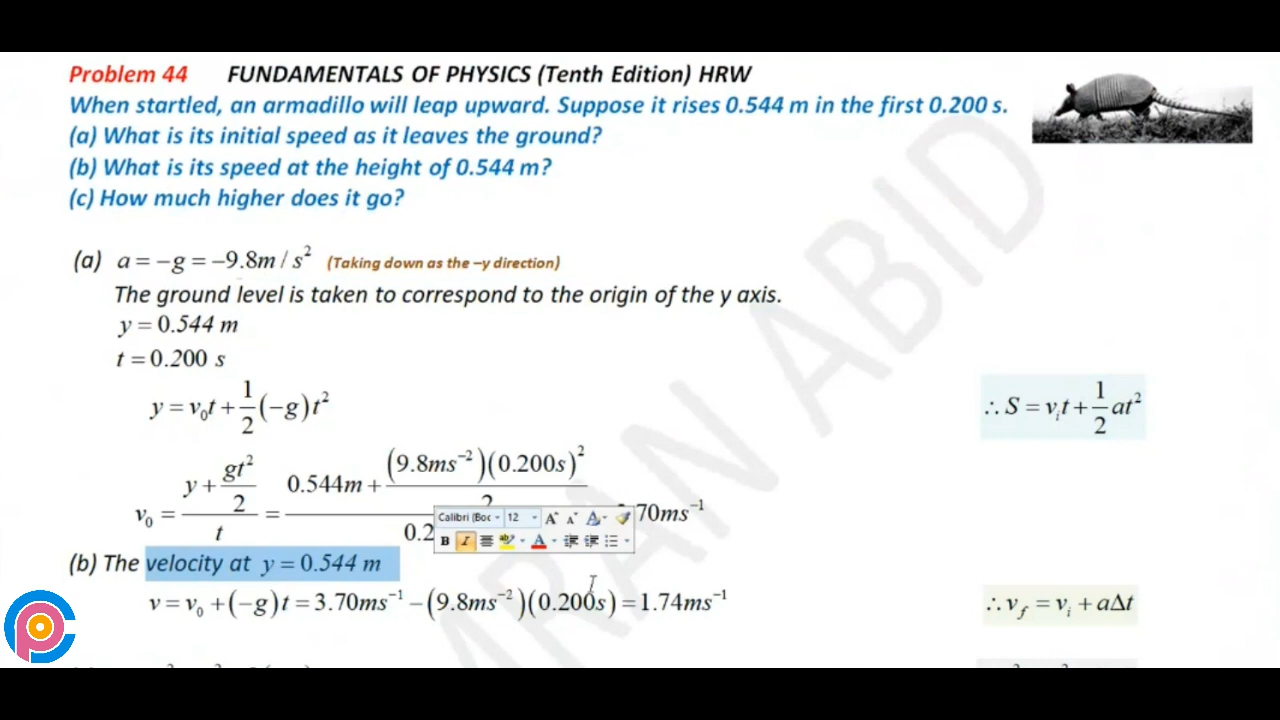 Problem 44 FUNDAMENTALS OF PHYSICS (Tenth Edition) HRW
When startled, an armadillo will leap upward. Suppose it rises 0.544 m in the first 0.200 s.
(a) What is its initial speed as it leaves the ground?
(b) What is its speed at the height of 0.544 m?
(c) How much higher does it go?
(a) a = −g = −9.8m / s² (Taking down as the –y direction)
The ground level is taken to correspond to the origin of the y axis.
y = 0.544 m
t = 0.200 s
y = v₀t + 1/2 (−g)t² ∴ S = vᵢt + 1/2 at²
v₀ = (y + gt²/2)/t = 0.544m + (9.8ms⁻²)(0.200s)²/2 0.2 70ms⁻¹
Calibri (Boc 12 A A A
B I A
(b) The velocity at y = 0.544 m
v = v₀ + (−g)t = 3.70ms⁻¹ − (9.8ms⁻²)(0.200s) = 1.74ms⁻¹ ∴ v_f = vᵢ + aΔt
RAN ABID